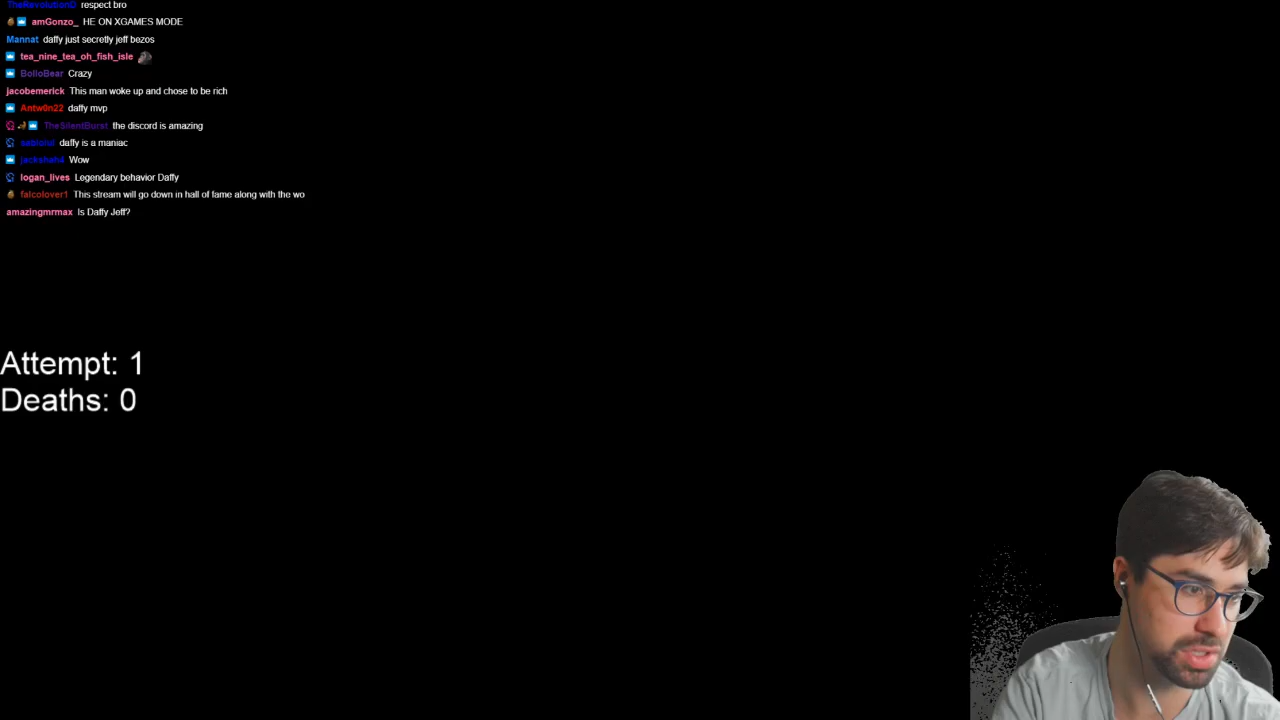 TheRevolutionD respect bro
amGonzo_ HE ON XGAMES MODE
Mannat daffy just secretly jeff bezos
tea_nine_tea_oh_fish_isle
BolloBear Crazy
jacobemerick This man woke up and chose to be rich
Antw0n22 daffy mvp
TheSilentBurst the discord is amazing
daffy is a maniac
jackshah4 Wow
logan_lives Legendary behavior Daffy
falcolover1 This stream will go down in hall of fame along with the wo
amazingmrmax Is Daffy Jeff?
Attempt: 1
Deaths: 0